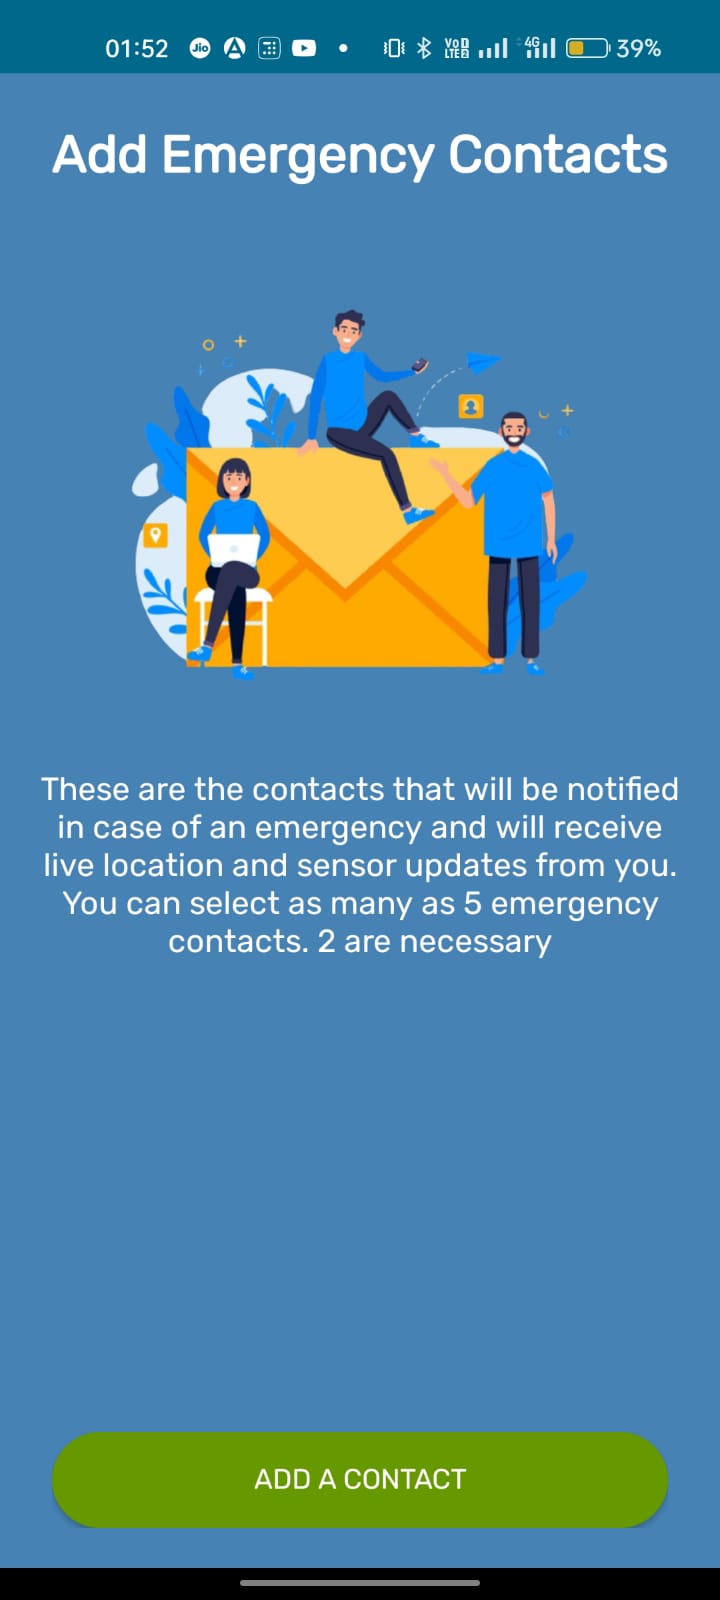 01:52 Jio VoD LTE2 4G 39%
Add Emergency Contacts
These are the contacts that will be notified
in case of an emergency and will receive
live location and sensor updates from you.
You can select as many as 5 emergency
contacts. 2 are necessary
ADD A CONTACT